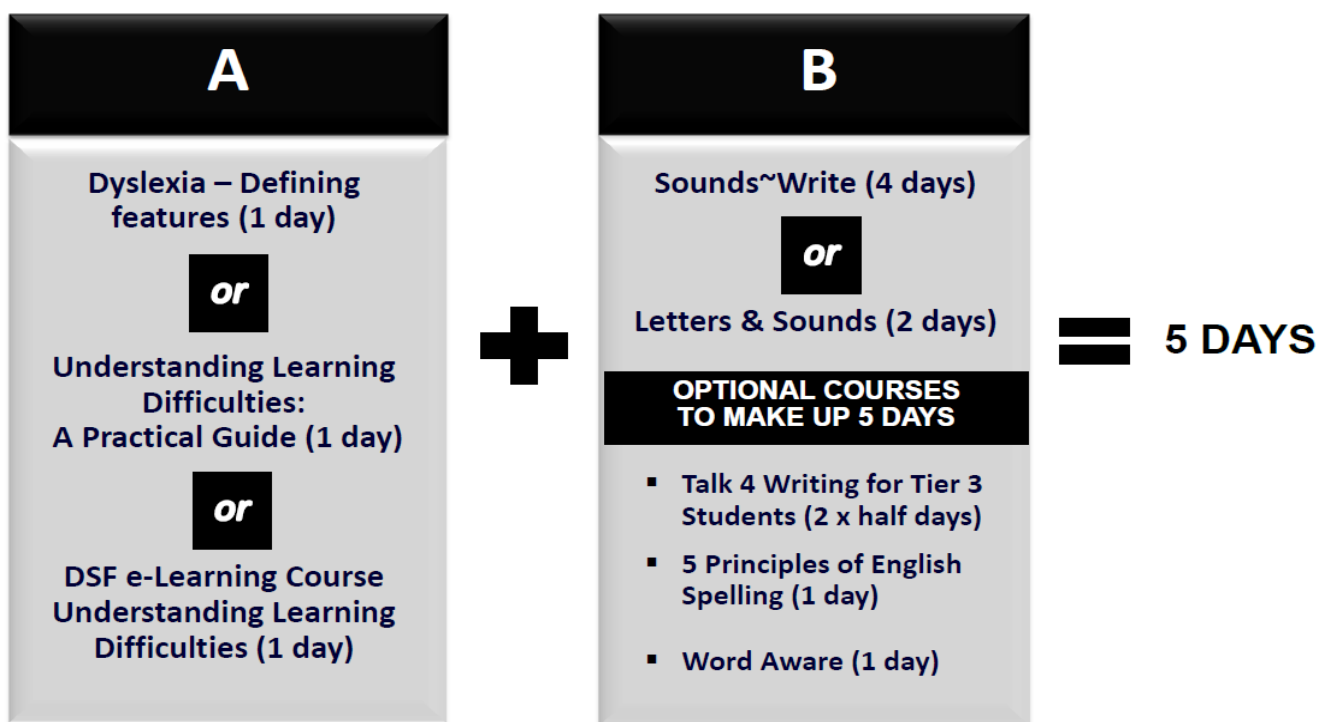 A
Dyslexia – Defining
features (1 day)
or
Understanding Learning
Difficulties:
A Practical Guide (1 day)
or
DSF e-Learning Course
Understanding Learning
Difficulties (1 day)
+
B
Sounds~Write (4 days)
or
Letters & Sounds (2 days)
OPTIONAL COURSES
TO MAKE UP 5 DAYS
▪ Talk 4 Writing for Tier 3
Students (2 x half days)
▪ 5 Principles of English
Spelling (1 day)
▪ Word Aware (1 day)
= 5 DAYS